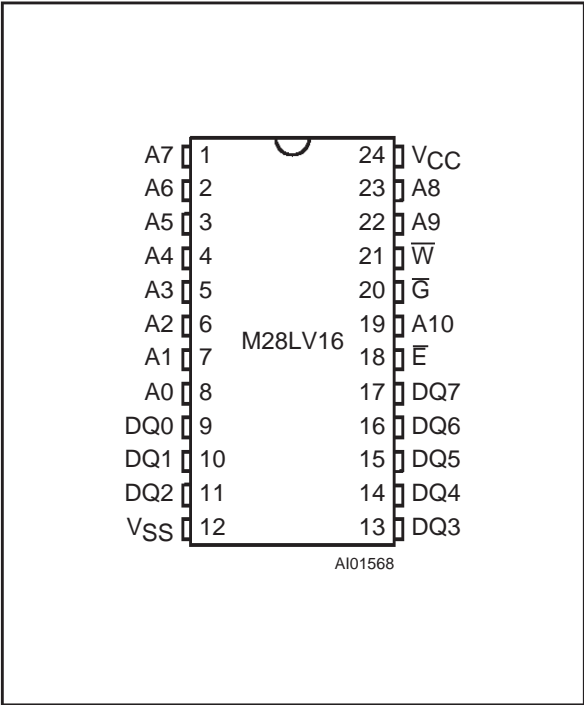 A7 1 24 VCC
A6 2 23 A8
A5 3 22 A9
A4 4 21 W̅
A3 5 20 G̅
A2 6 19 A10
M28LV16
A1 7 18 E̅
A0 8 17 DQ7
DQ0 9 16 DQ6
DQ1 10 15 DQ5
DQ2 11 14 DQ4
VSS 12 13 DQ3
AI01568